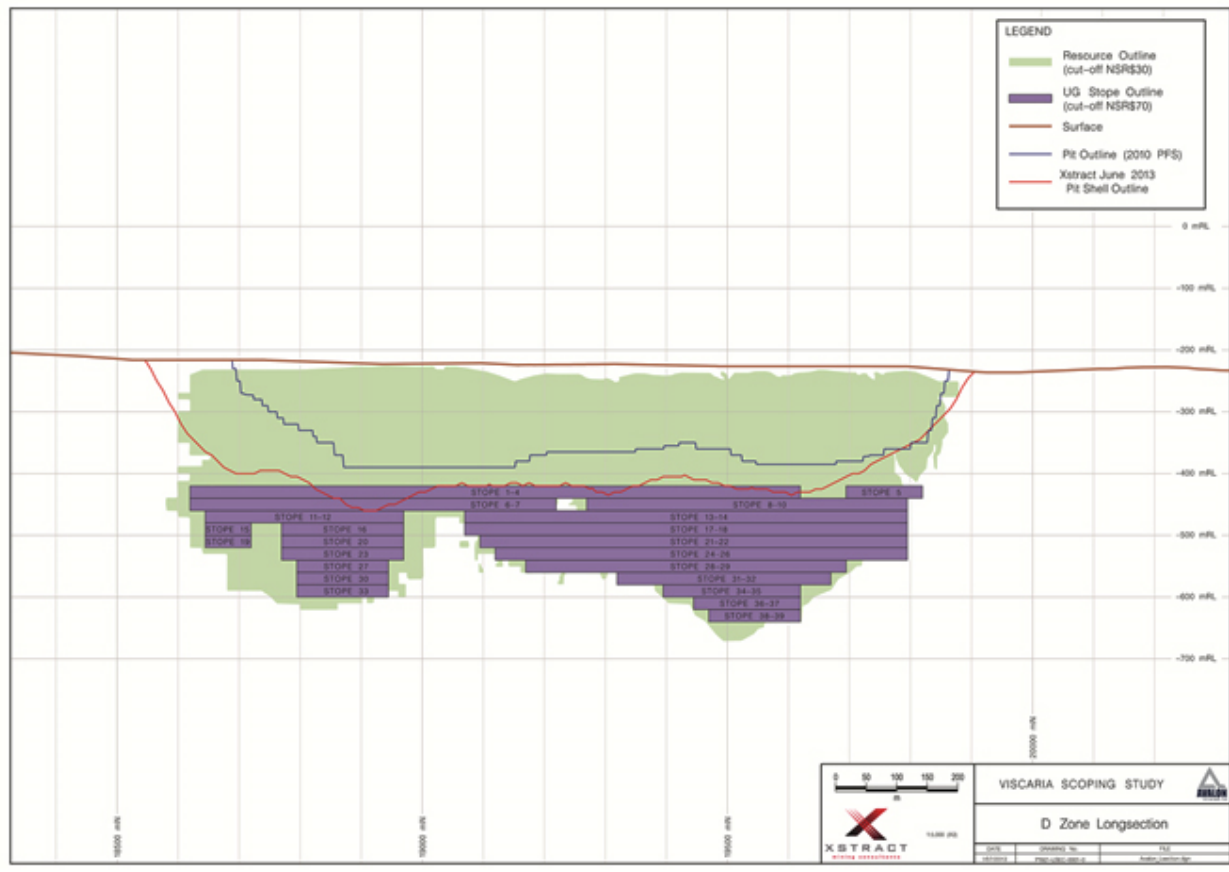 LEGEND
Resource Outline
(cut-off NSR$30)
UG Stope Outline
(cut-off NSR$70)
Surface
Pit Outline (2010 PFS)
Xstract June 2013
Pit Shell Outline
0 mRL
-100 mRL
-200 mRL
-300 mRL
-400 mRL
STOPE 1-4
STOPE 5
STOPE 6-7
STOPE 8-10
STOPE 11-12
STOPE 13-14
STOPE 15
STOPE 16
STOPE 17-18
-500 mRL
STOPE 19
STOPE 20
STOPE 21-22
STOPE 23
STOPE 24-26
STOPE 27
STOPE 28-29
STOPE 30
STOPE 31-32
STOPE 33
STOPE 34-35
-600 mRL
STOPE 36-37
STOPE 38-39
-700 mRL
18500 mN
19000 mN
19500 mN
20000 mN
0 50 100 150 200
m
XSTRACT
mining consultants
VISCARIA SCOPING STUDY
AVALON
D Zone Longsection
DATE
DRAWING No.
FILE